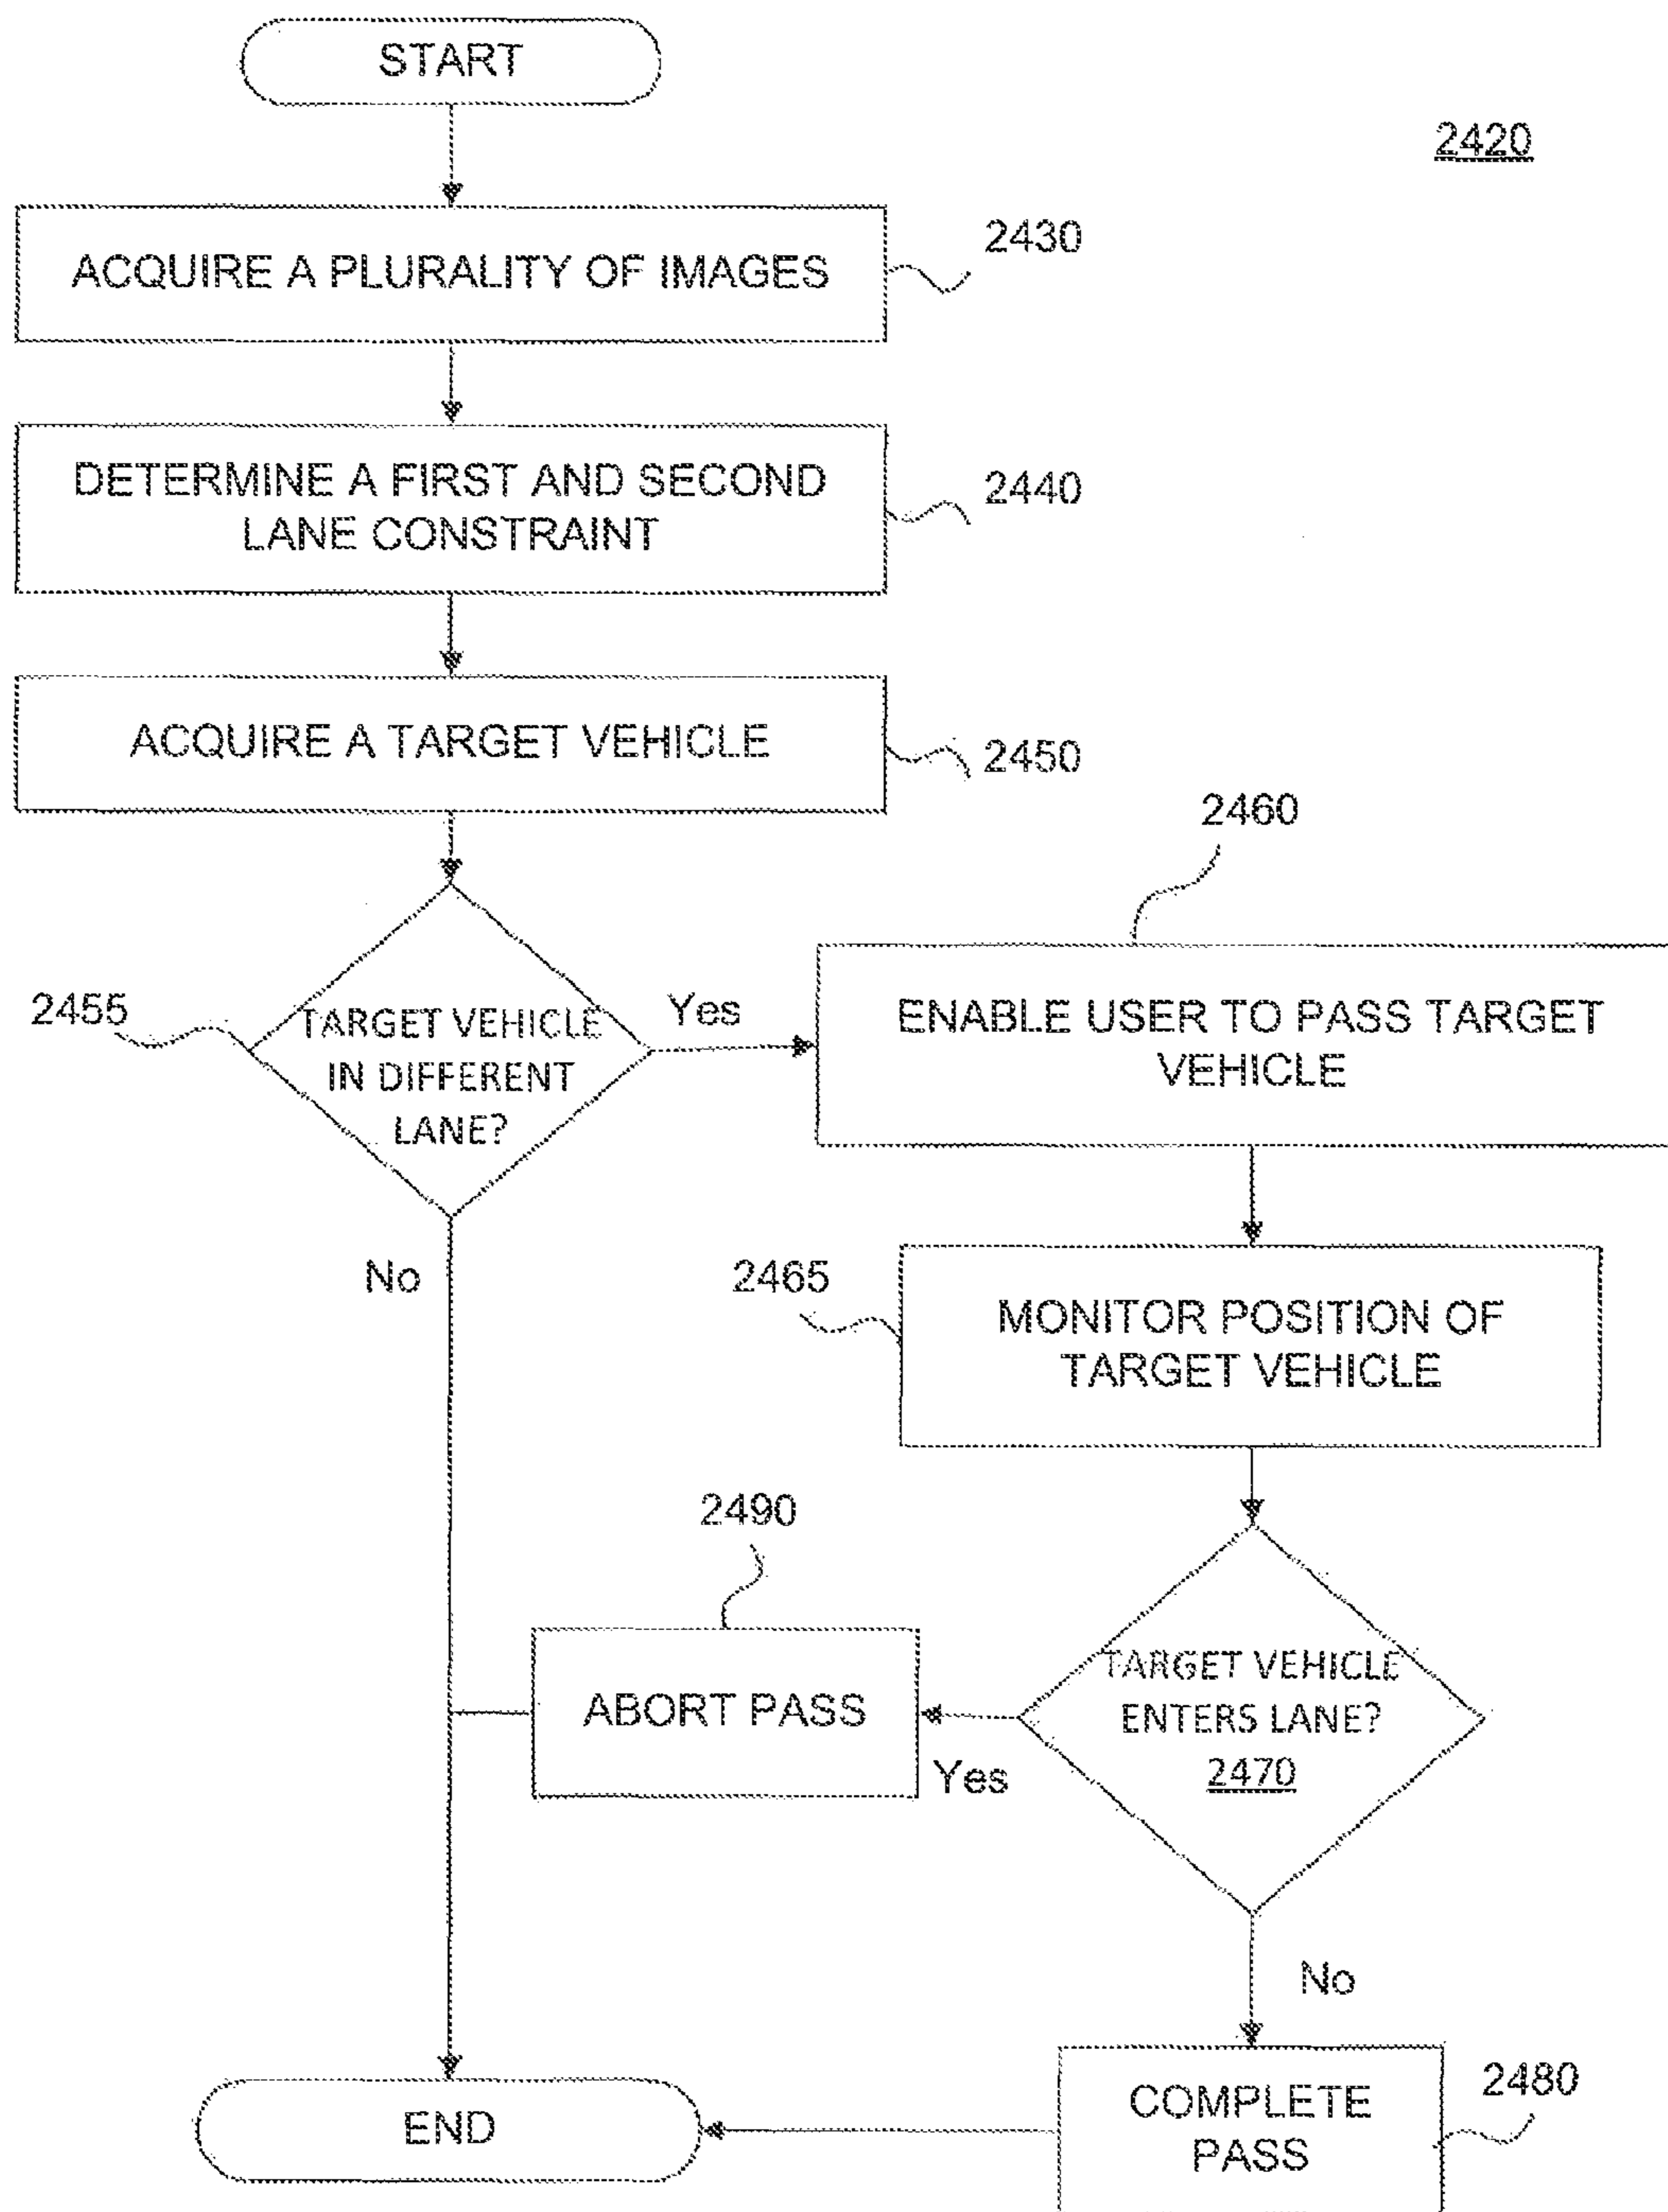 START
2420
ACQUIRE A PLURALITY OF IMAGES
2430
DETERMINE A FIRST AND SECOND
LANE CONSTRAINT
2440
ACQUIRE A TARGET VEHICLE
2450
2460
2455
TARGET VEHICLE
IN DIFFERENT
LANE?
Yes
ENABLE USER TO PASS TARGET
VEHICLE
No
2465
MONITOR POSITION OF
TARGET VEHICLE
2490
ABORT PASS
Yes
TARGET VEHICLE
ENTERS LANE?
2470
No
END
COMPLETE
PASS
2480